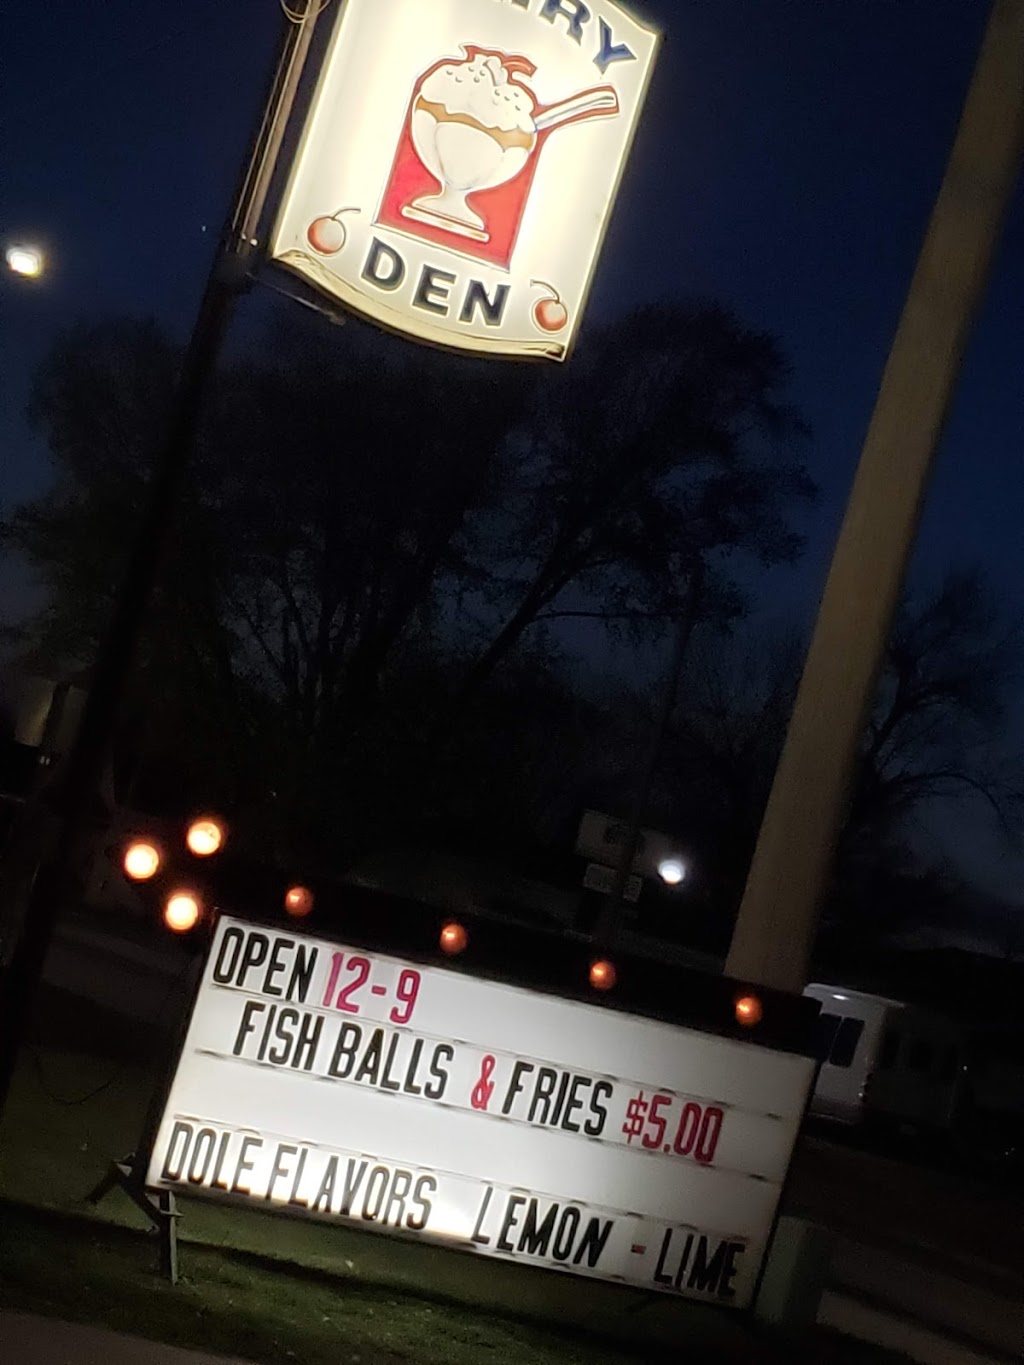 DEN
OPEN 12-9
FISH BALLS & FRIES $5.00
DOLE FLAVORS LEMON - LIME